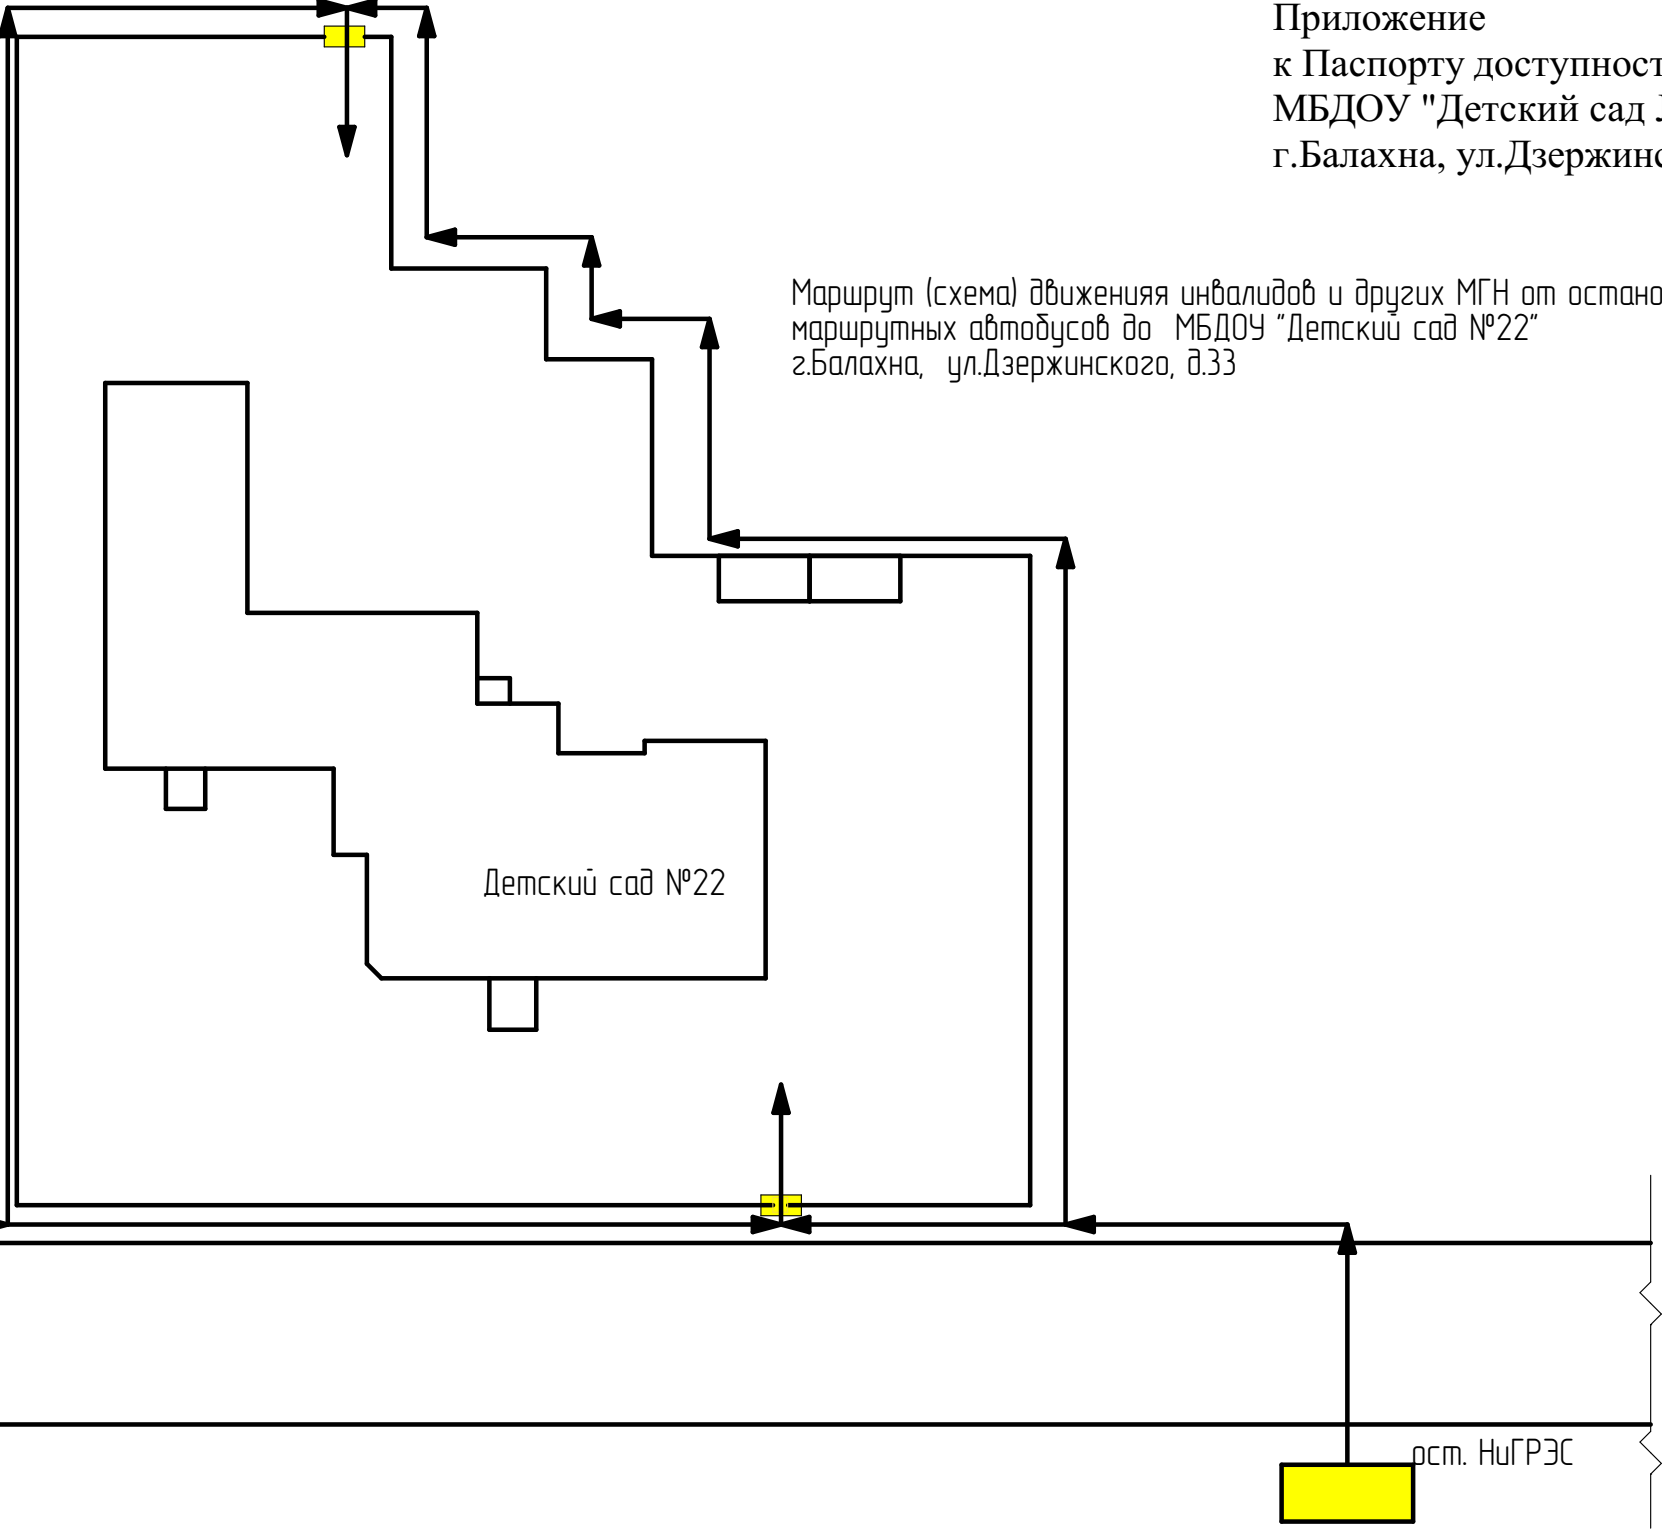 Приложение
к Паспорту доступност
МБДОУ "Детский сад
г.Балахна, ул.Дзержинс
Маршрут (схема) движенияя инвалидов и других МГН от остано
маршрутных автобусов до МБДОУ "Детский сад №22"
г.Балахна, ул.Дзержинского, д.33
Детский сад №22
ост. НиГРЭС